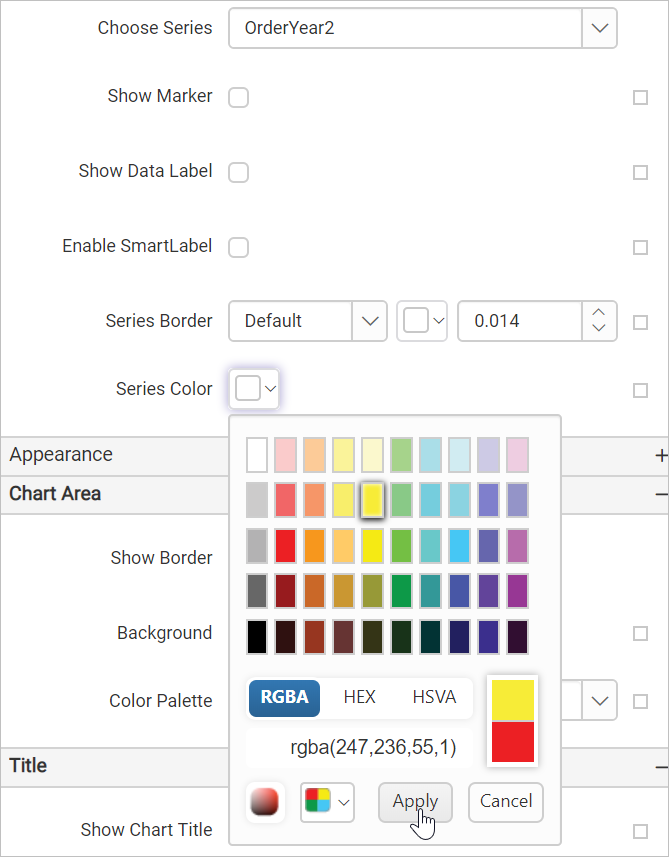 Choose Series OrderYear2
Show Marker
Show Data Label
Enable SmartLabel
Series Border Default 0.014
Series Color
Appearance
Chart Area
Show Border
Background
RGBA HEX HSVA
Color Palette
rgba(247,236,55,1)
Title
Apply Cancel
Show Chart Title